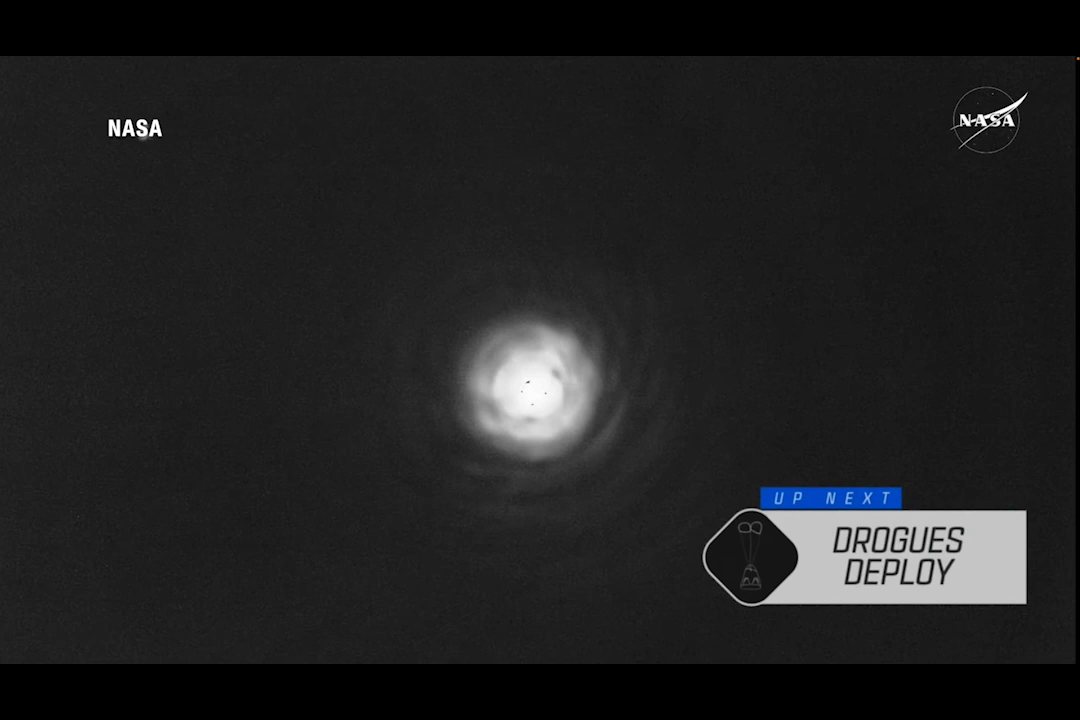 NASA
NASA
UP NEXT
DROGUES
DEPLOY